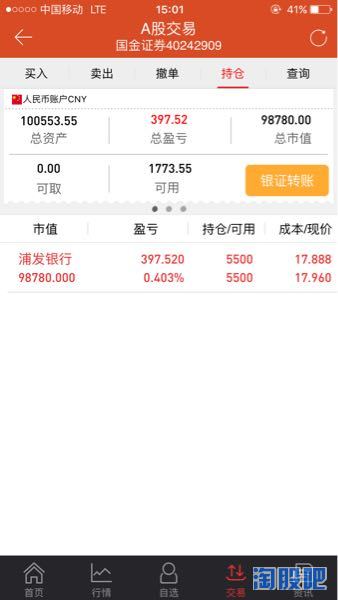 中国移动 LTE 15:01 41%
A股交易
国金证券40242909
买入 卖出 撤单 持仓 查询
人民币账户CNY
100553.55 397.52 98780.00
总资产 总盈亏 总市值
0.00 1773.55
可取 可用
银证转账
市值 盈亏 持仓/可用 成本/现价
浦发银行 397.520 5500 17.888
98780.000 0.403% 5500 17.960
首页 行情 自选 交易 资讯
淘股吧